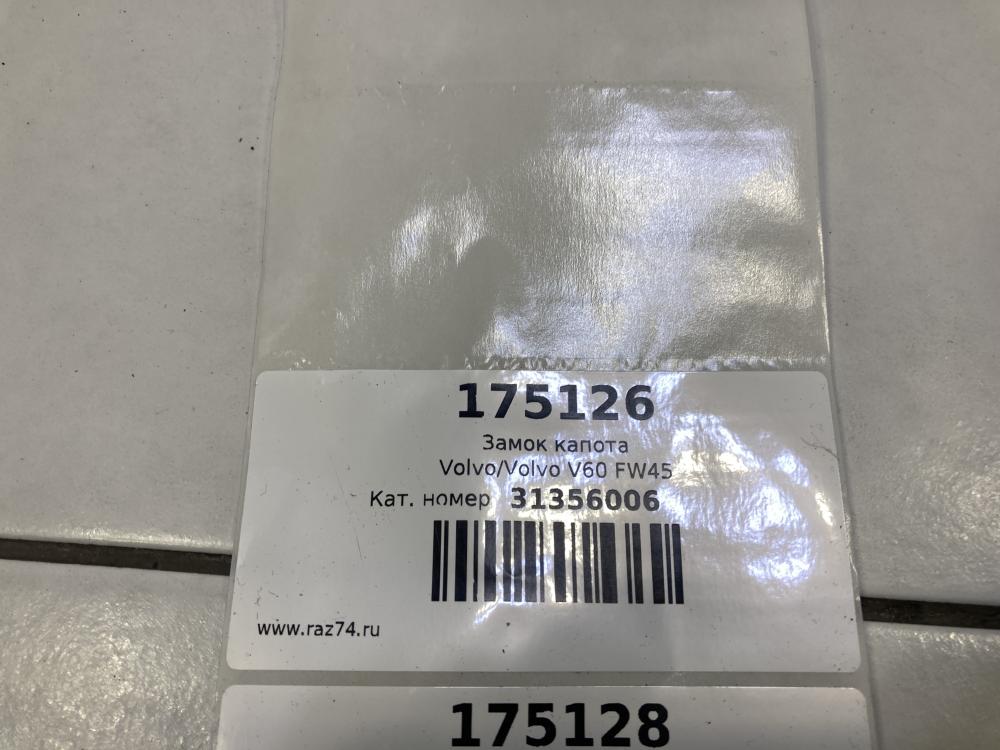 175126
Замок капота
Volvo/Volvo V60 FW45
Кат. номер 31356006
www.raz74.ru
175128